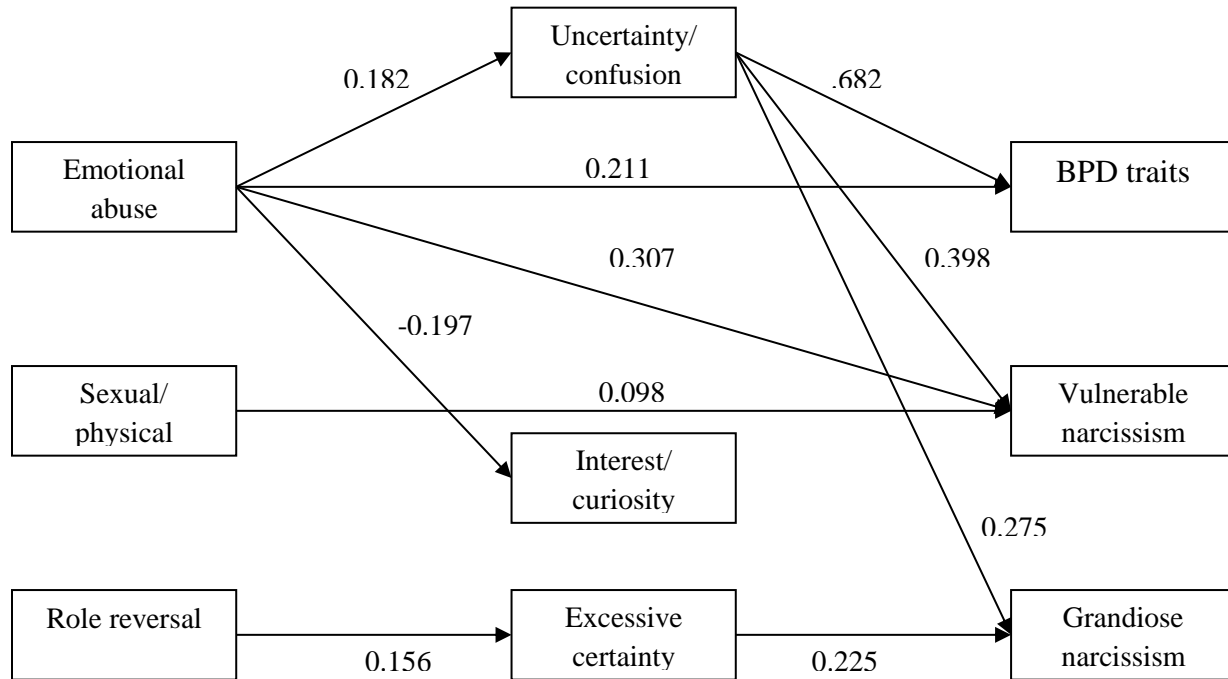 Uncertainty/
confusion
0.182
.682
Emotional
abuse
0.211
BPD traits
0.307
0.398
-0.197
Sexual/
physical
0.098
Vulnerable
narcissism
Interest/
curiosity
0.275
Role reversal
Excessive
certainty
Grandiose
narcissism
0.156
0.225